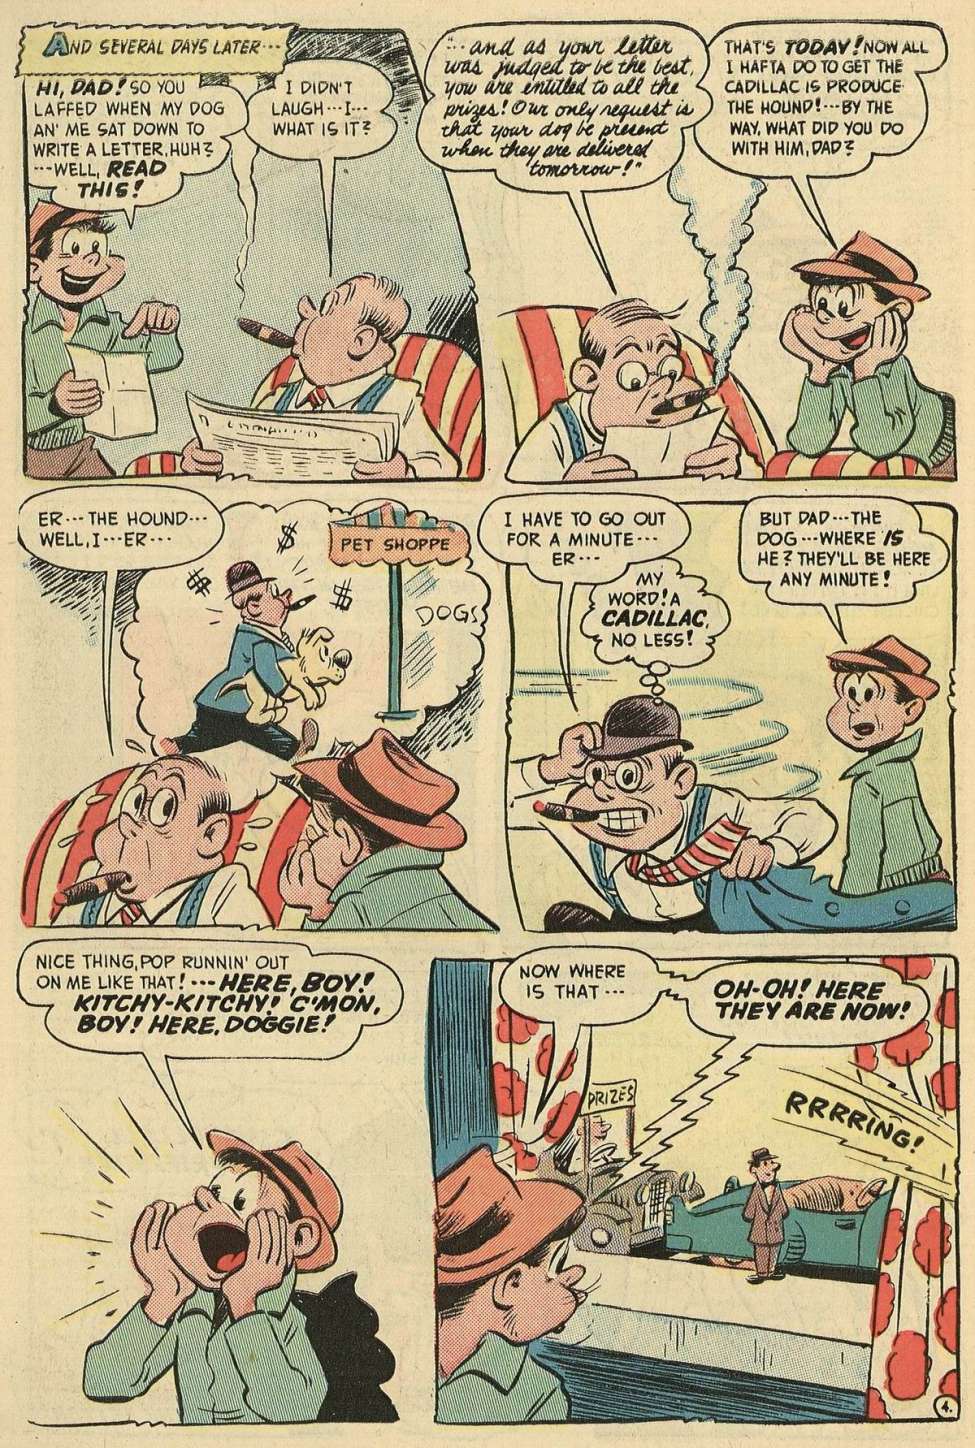 AND SEVERAL DAYS LATER---
HI, DAD! SO YOU
LAFFED WHEN MY DOG
AN' ME SAT DOWN TO
WRITE A LETTER, HUH?
---WELL, READ
THIS!
I DIDN'T
LAUGH---I---
WHAT IS IT?
"--- and as your letter
was judged to be the best,
you are entitled to all the
prizes! Our only request is
that your dog be present
when they are delivered
tomorrow!"
THAT'S TODAY! NOW ALL
I HAFTA DO TO GET THE
CADILLAC IS PRODUCE
THE HOUND!---BY THE
WAY, WHAT DID YOU DO
WITH HIM, DAD?
ER---THE HOUND---
WELL, I---ER---
$
$
$
PET SHOPPE
DOGS
I HAVE TO GO OUT
FOR A MINUTE---
ER---
MY
WORD! A
CADILLAC,
NO LESS!
BUT DAD---THE
DOG---WHERE IS
HE? THEY'LL BE HERE
ANY MINUTE!
NICE THING, POP RUNNIN' OUT
ON ME LIKE THAT! ---HERE, BOY!
KITCHY-KITCHY! C'MON,
BOY! HERE, DOGGIE!
NOW WHERE
IS THAT---
OH-OH! HERE
THEY ARE NOW!
PRIZES
RRRRING!
4.